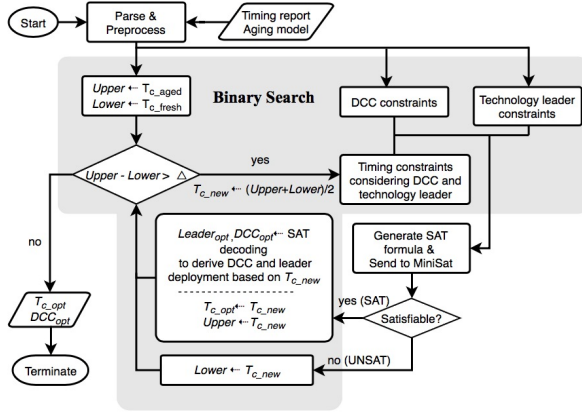 Start
Parse &
Preprocess
Timing report
Aging model
Upper ← T_c_aged
Lower ← T_c_fresh
Binary Search
DCC constraints
Technology leader
constraints
Upper - Lower > △
yes
T_c_new ← (Upper+Lower)/2
Timing constraints
considering DCC and
technology leader
no
Leader_opt, DCC_opt ← SAT
decoding
to derive DCC and leader
deployment based on T_c_new
T_c_opt ← T_c_new
Upper ← T_c_new
Generate SAT
formula &
Send to MiniSat
yes (SAT)
Satisfiable?
no (UNSAT)
Lower ← T_c_new
T_c_opt
DCC_opt
Terminate